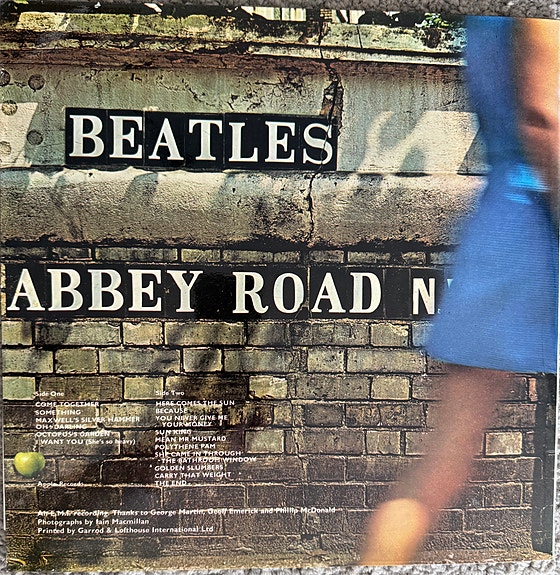 BEATLES
ABBEY ROAD N
Side One
COME TOGETHER
SOMETHING
MAXWELL'S SILVER HAMMER
OH! DARLING
OCTOPUS'S GARDEN
I WANT YOU (She's so heavy)
Apple Records
Side Two
HERE COMES THE SUN
BECAUSE
YOU NEVER GIVE ME
YOUR MONEY
SUN KING
MEAN MR MUSTARD
POLYTHENE PAM
SHE CAME IN THROUGH
THE BATHROOM WINDOW
GOLDEN SLUMBERS
CARRY THAT WEIGHT
THE END
An E.M.I. recording. Thanks to George Martin, Geoff Emerick and Phillip McDonald
Photographs by Iain Macmillan
Printed by Garrod & Lofthouse International Ltd